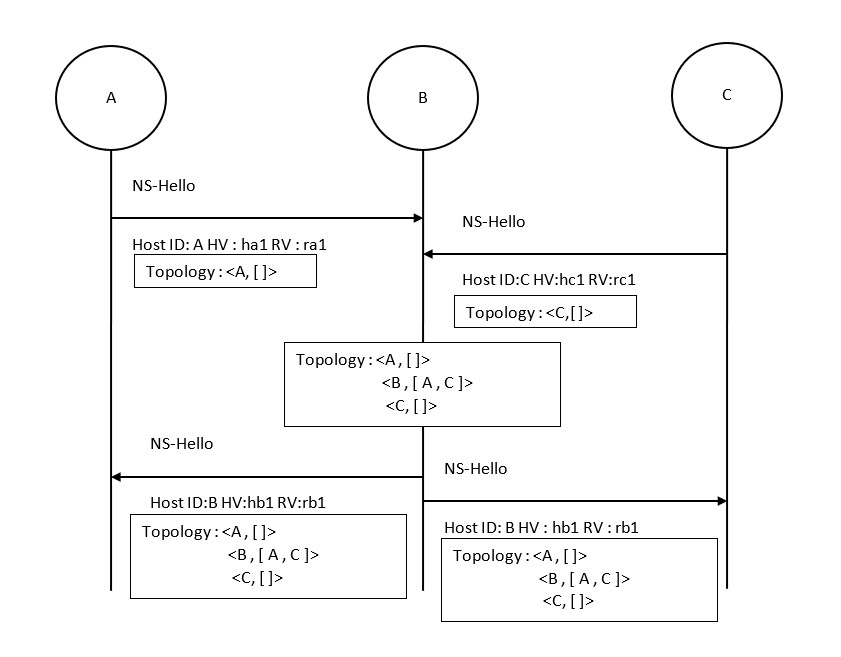 A
B
C
NS-Hello
NS-Hello
Host ID: A HV : ha1 RV : ra1
Topology : <A, [ ]>
Host ID:C HV:hc1 RV:rc1
Topology : <C,[ ]>
Topology : <A , [ ]>
<B , [ A , C ]>
<C, [ ]>
NS-Hello
NS-Hello
Host ID:B HV:hb1 RV:rb1
Topology : <A , [ ]>
<B , [ A , C ]>
<C, [ ]>
Host ID: B HV : hb1 RV : rb1
Topology : <A , [ ]>
<B , [ A , C ]>
<C, [ ]>